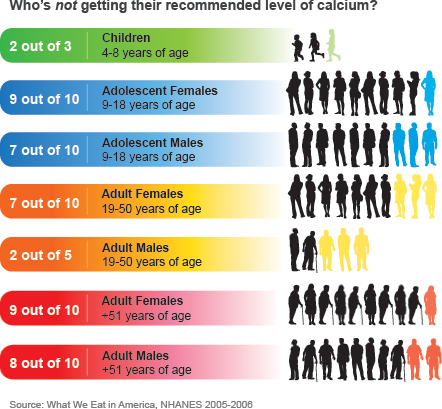 Who's not getting their recommended level of calcium?
2 out of 3
Children
4-8 years of age
9 out of 10
Adolescent Females
9-18 years of age
7 out of 10
Adolescent Males
9-18 years of age
7 out of 10
Adult Females
19-50 years of age
2 out of 5
Adult Males
19-50 years of age
9 out of 10
Adult Females
+51 years of age
8 out of 10
Adult Males
+51 years of age
Source: What We Eat in America, NHANES 2005-2006